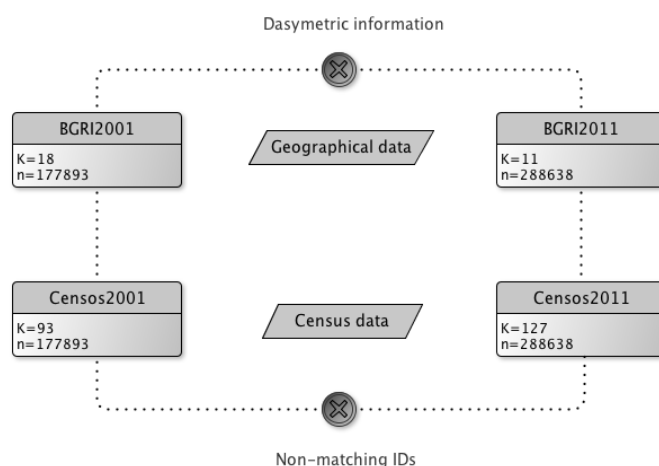 Dasymetric information
BGRI2001
K=18
n=177893
Geographical data
BGRI2011
K=11
n=288638
Censos2001
K=93
n=177893
Census data
Censos2011
K=127
n=288638
Non-matching IDs